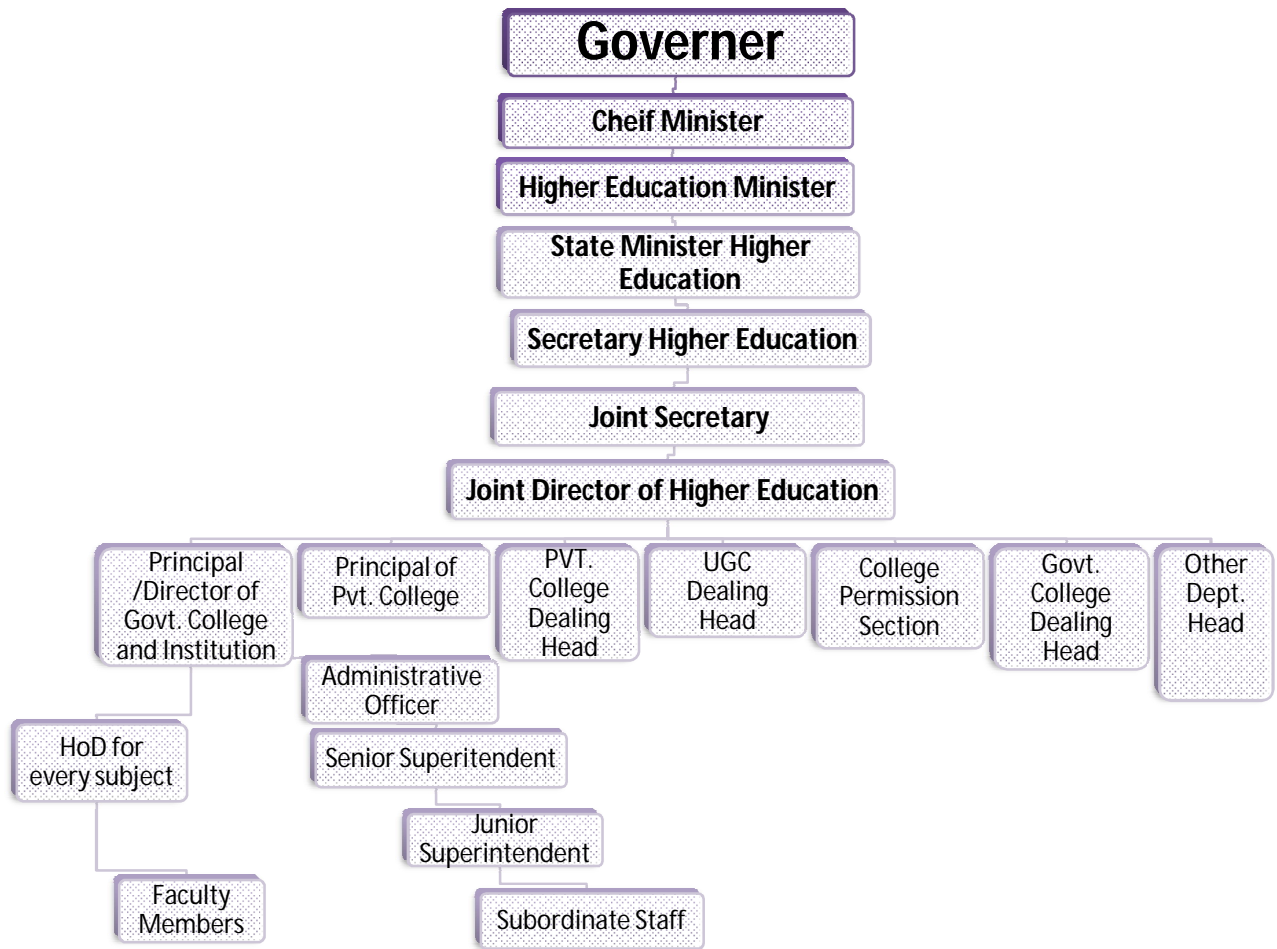 Governer
Cheif Minister
Higher Education Minister
State Minister Higher
Education
Secretary Higher Education
Joint Secretary
Joint Director of Higher Education
Principal
/Director of
Govt. College
and Institution
Principal of
Pvt. College
PVT.
College
Dealing
Head
UGC
Dealing
Head
College
Permission
Section
Govt.
College
Dealing
Head
Other
Dept.
Head
Administrative
Officer
HoD for
every subject
Senior Superitendent
Junior
Superintendent
Faculty
Members
Subordinate Staff